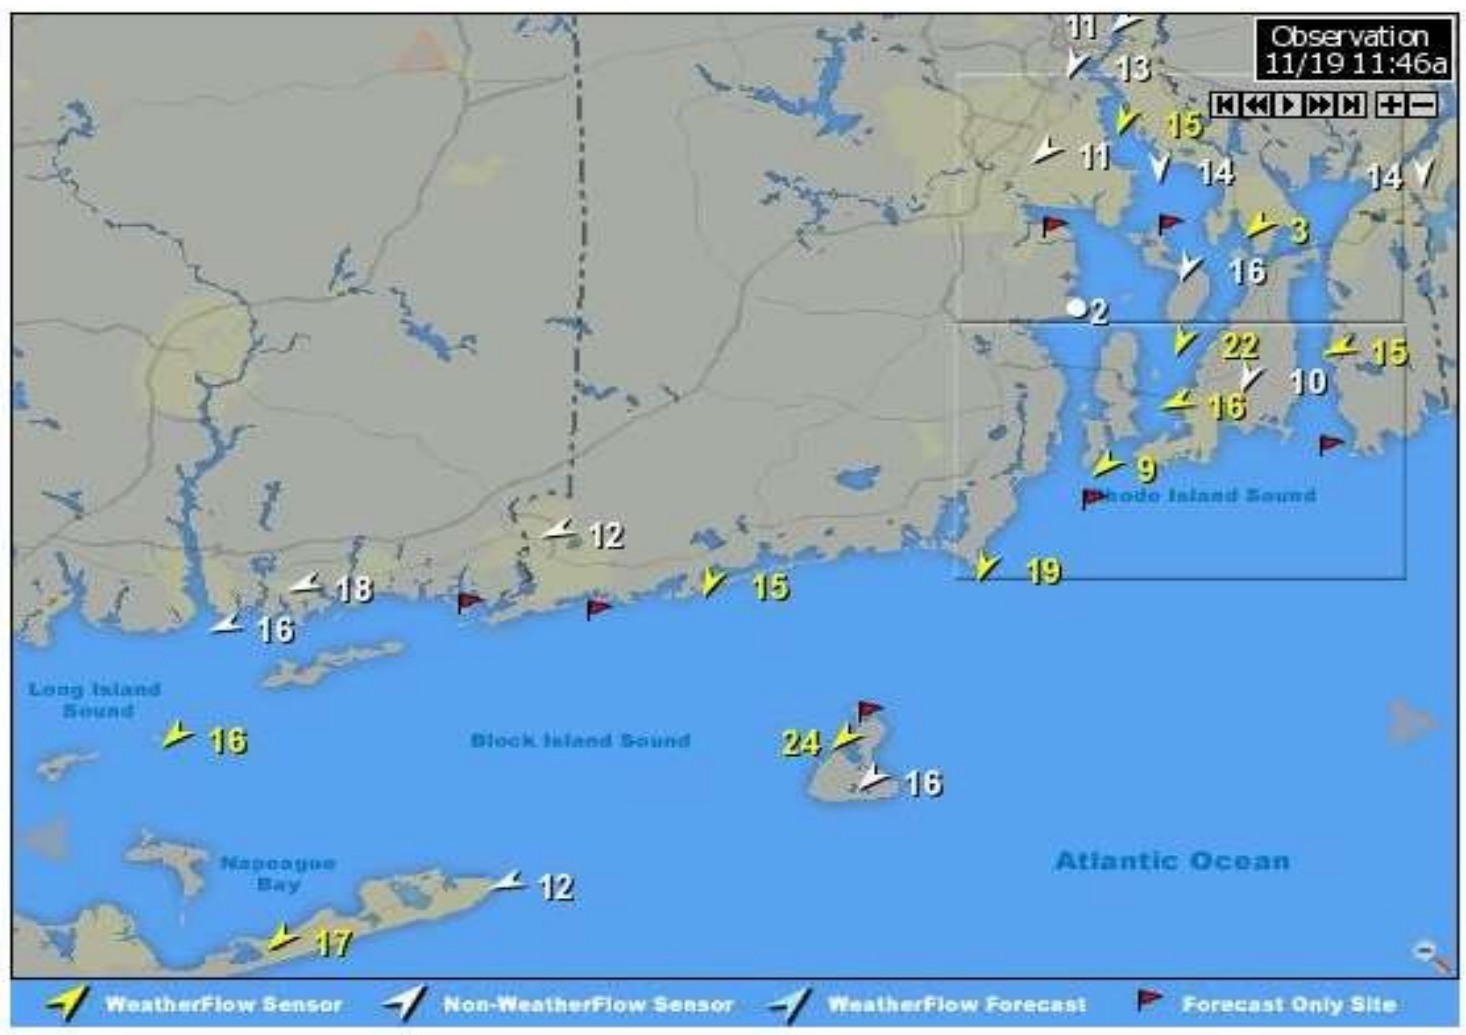 11
Observation
11/19 11:46a
13
15
11
14
14
3
16
2
22
15
10
16
9
Rhode Island Sound
12
19
15
18
16
Long Island
Sound
16
Block Island Sound
24
16
Napeague
Bay
Atlantic Ocean
12
17
WeatherFlow Sensor
Non-WeatherFlow Sensor
WeatherFlow Forecast
Forecast Only Site